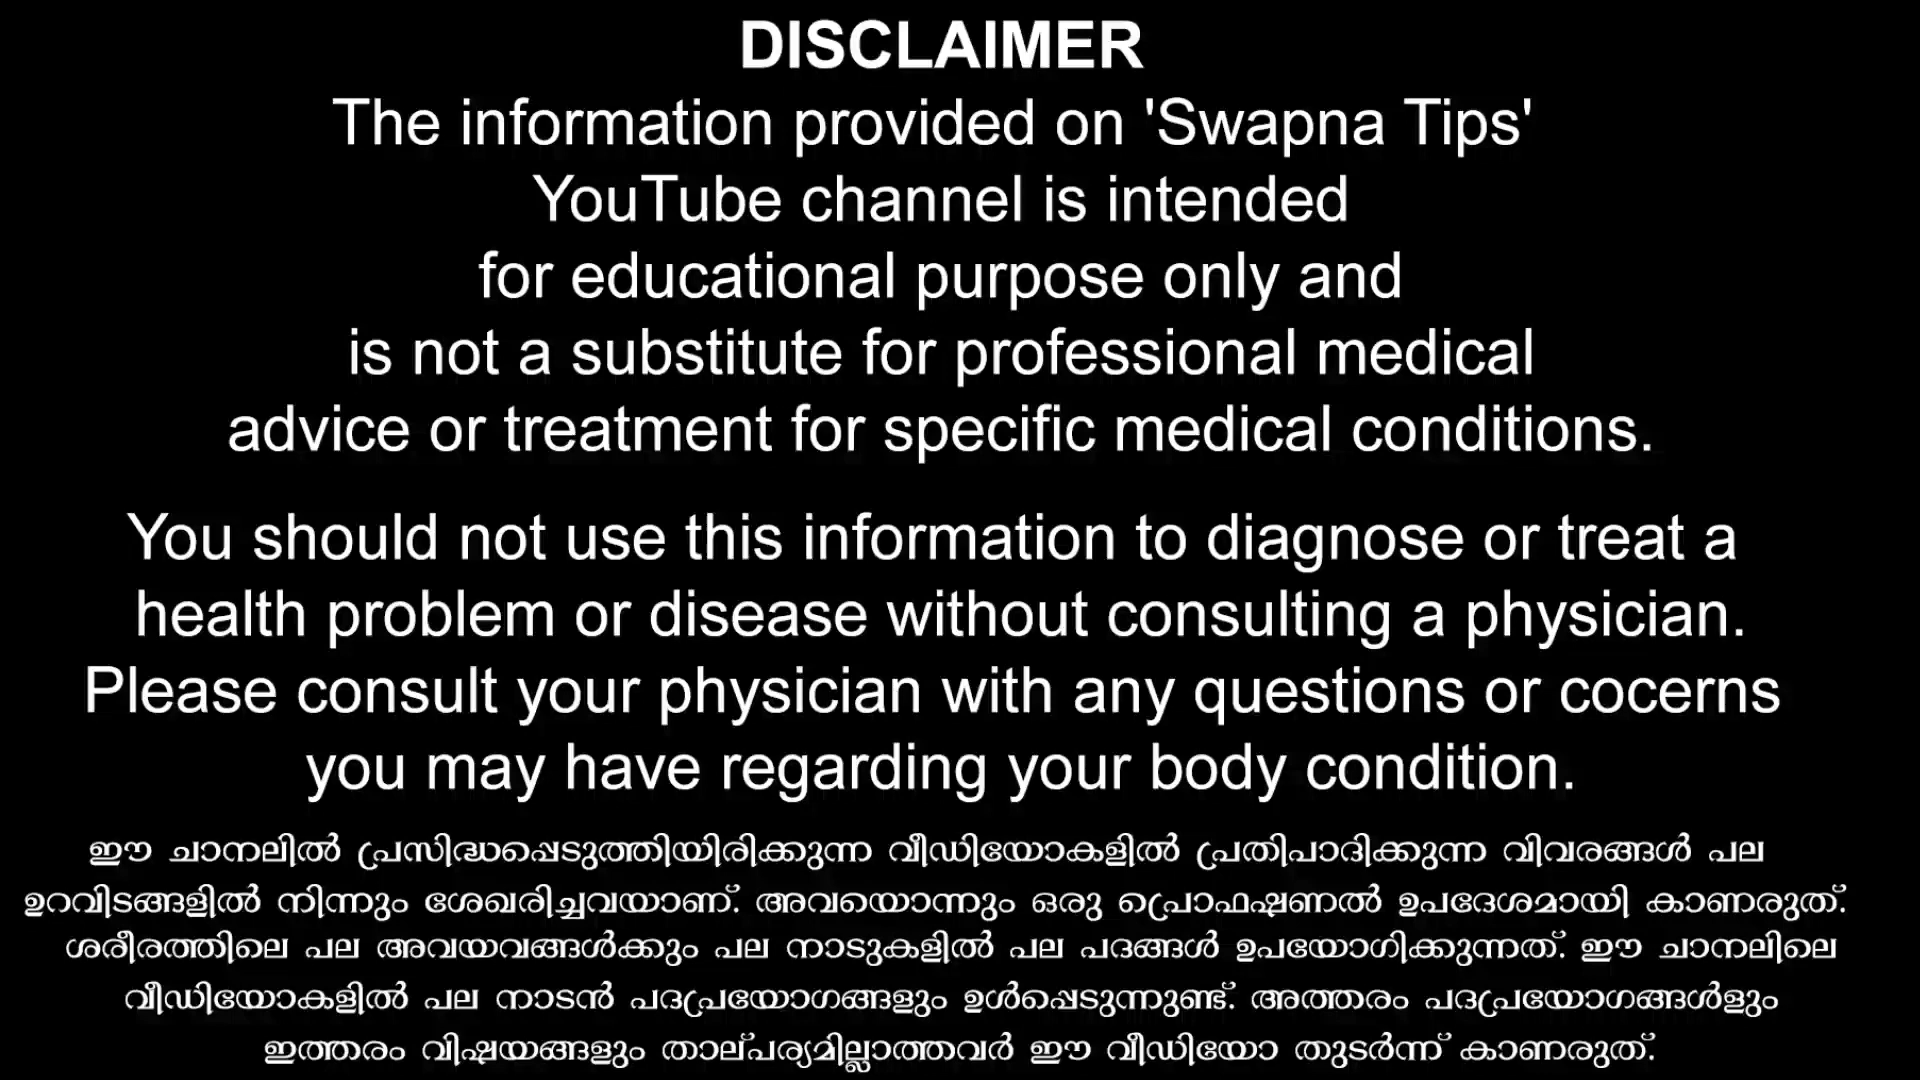 DISCLAIMER
The information provided on 'Swapna Tips'
YouTube channel is intended
for educational purpose only and
is not a substitute for professional medical
advice or treatment for specific medical conditions.
You should not use this information to diagnose or treat a
health problem or disease without consulting a physician.
Please consult your physician with any questions or cocerns
you may have regarding your body condition.
ഈ ചാനലിൽ പ്രസിദ്ധപ്പെടുത്തിയിരിക്കുന്ന വീഡിയോകളിൽ പ്രതിപാദിക്കുന്ന വിവരങ്ങൾ പല
ഉറവിടങ്ങളിൽ നിന്നും ശേഖരിച്ചവയാണ്. അവയൊന്നും ഒരു പ്രൊഫഷണൽ ഉപദേശമായി കാണരുത്.
ശരീരത്തിലെ പല അവയവങ്ങൾക്കും പല നാടുകളിൽ പല പദങ്ങൾ ഉപയോഗിക്കുന്നത്. ഈ ചാനലിലെ
വീഡിയോകളിൽ പല നാടൻ പദപ്രയോഗങ്ങളും ഉൾപ്പെടുന്നുണ്ട്. അത്തരം പദപ്രയോഗങ്ങൾളും
ഇത്തരം വിഷയങ്ങളും താല്പര്യമില്ലാത്തവർ ഈ വീഡിയോ തുടർന്ന് കാണരുത്.